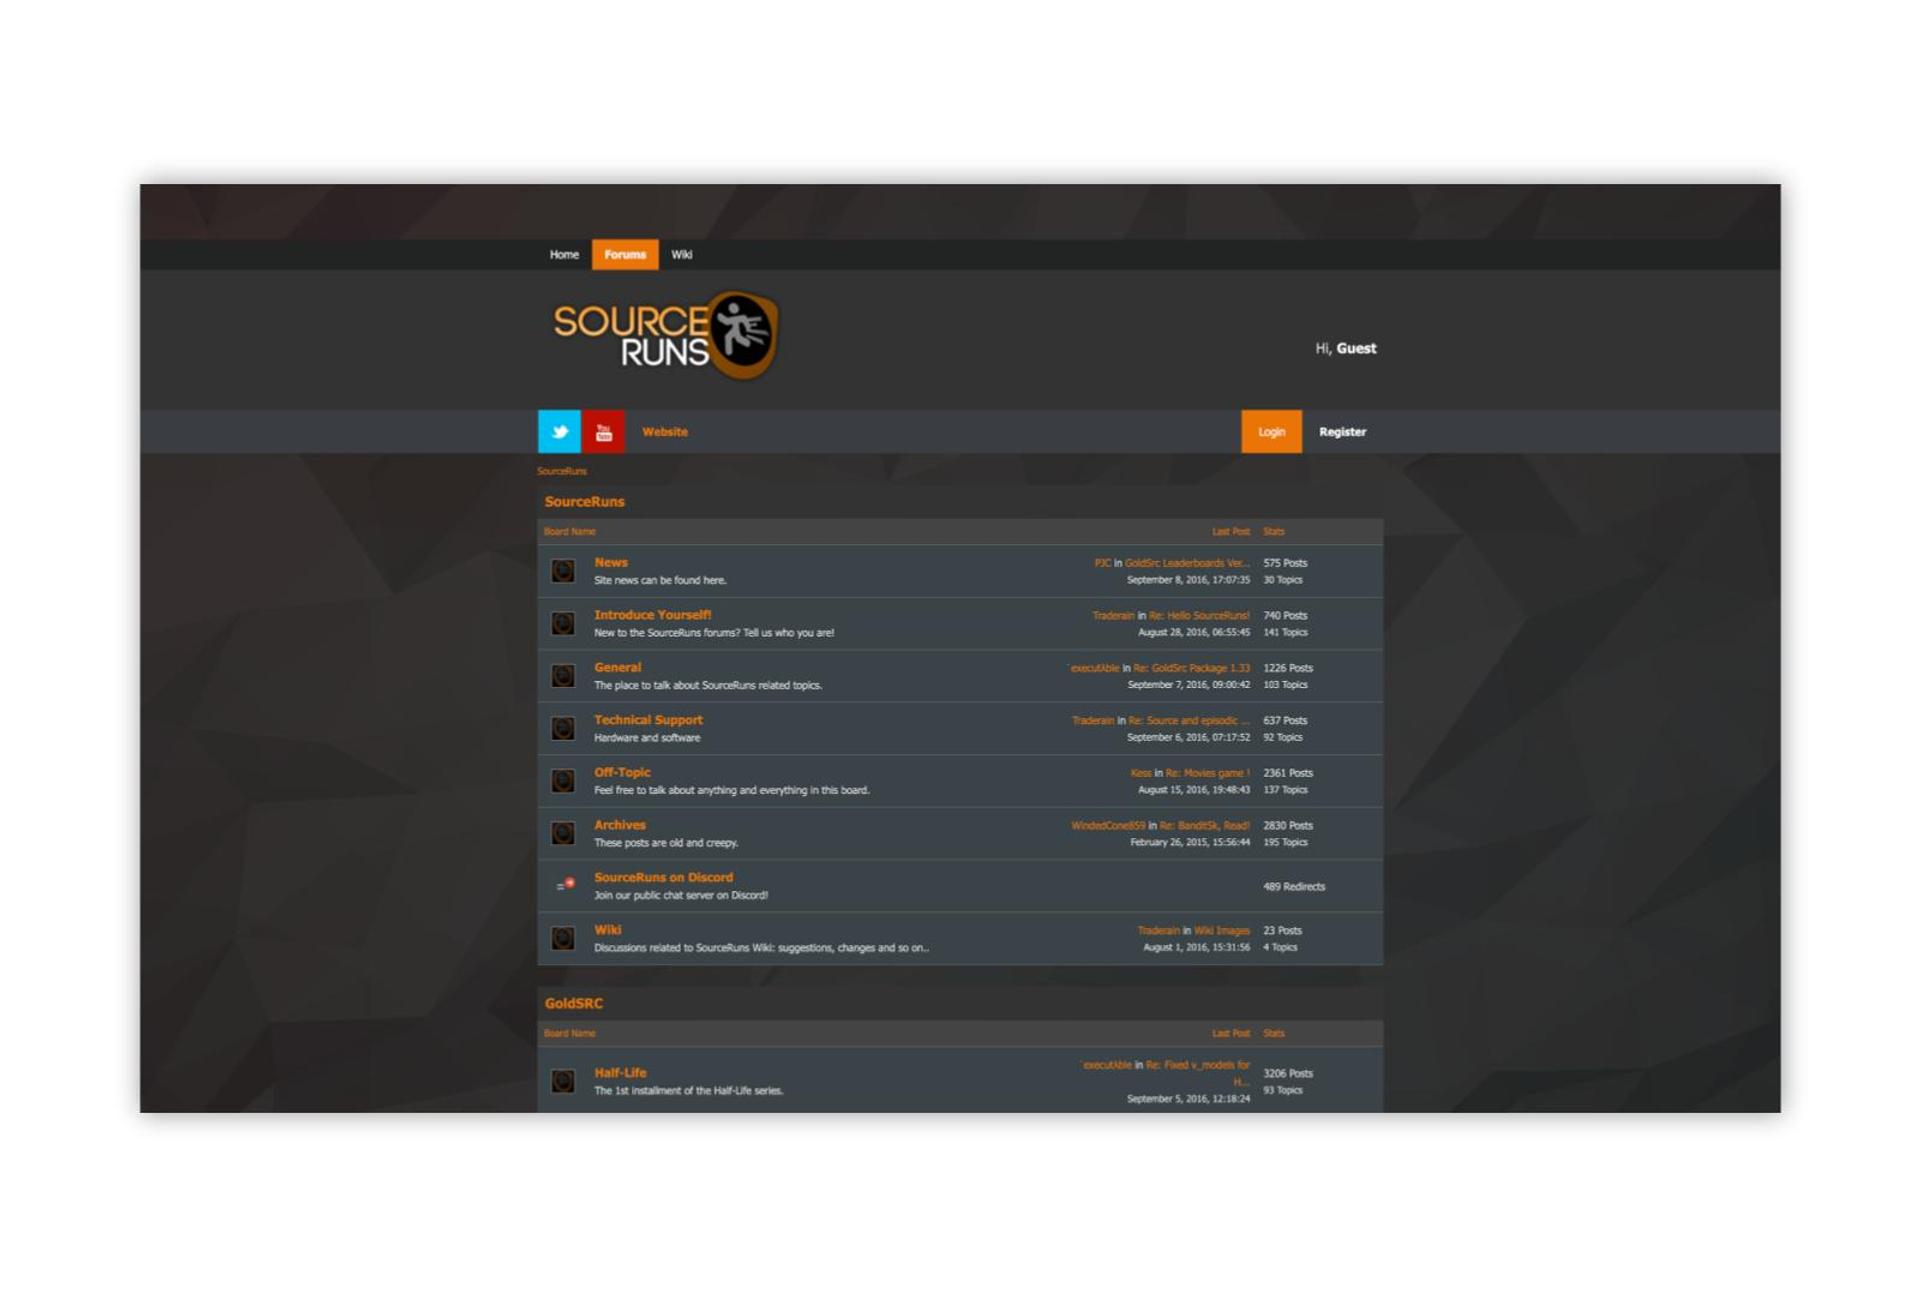 Home Forums Wiki
SOURCE
RUNS
Hi, Guest
You
Tube
Website Login Register
SourceRuns
SourceRuns
Board Name Last Post Stats
News PJC in GoldSrc Leaderboards Ver... 575 Posts
Site news can be found here. September 8, 2016, 17:07:35 30 Topics
Introduce Yourself! Traderain in Re: Hello SourceRuns! 740 Posts
New to the SourceRuns forums? Tell us who you are! August 28, 2016, 06:55:45 141 Topics
General `executλble in Re: GoldSrc Package 1.33 1226 Posts
The place to talk about SourceRuns related topics. September 7, 2016, 09:00:42 103 Topics
Technical Support Traderain in Re: Source and episodic ... 637 Posts
Hardware and software September 6, 2016, 07:17:52 92 Topics
Off-Topic Kess in Re: Movies game ! 2361 Posts
Feel free to talk about anything and everything in this board. August 15, 2016, 19:48:43 137 Topics
Archives WindedCone859 in Re: Bandit5k, Read! 2830 Posts
These posts are old and creepy. February 26, 2015, 15:56:44 195 Topics
SourceRuns on Discord
Join our public chat server on Discord! 489 Redirects
Wiki Traderain in Wiki Images 23 Posts
Discussions related to SourceRuns Wiki: suggestions, changes and so on.. August 1, 2016, 15:31:56 4 Topics
GoldSRC
Board Name Last Post Stats
Half-Life `executλble in Re: Fixed v_models for H... 3206 Posts
The 1st installment of the Half-Life series. September 5, 2016, 12:18:24 93 Topics